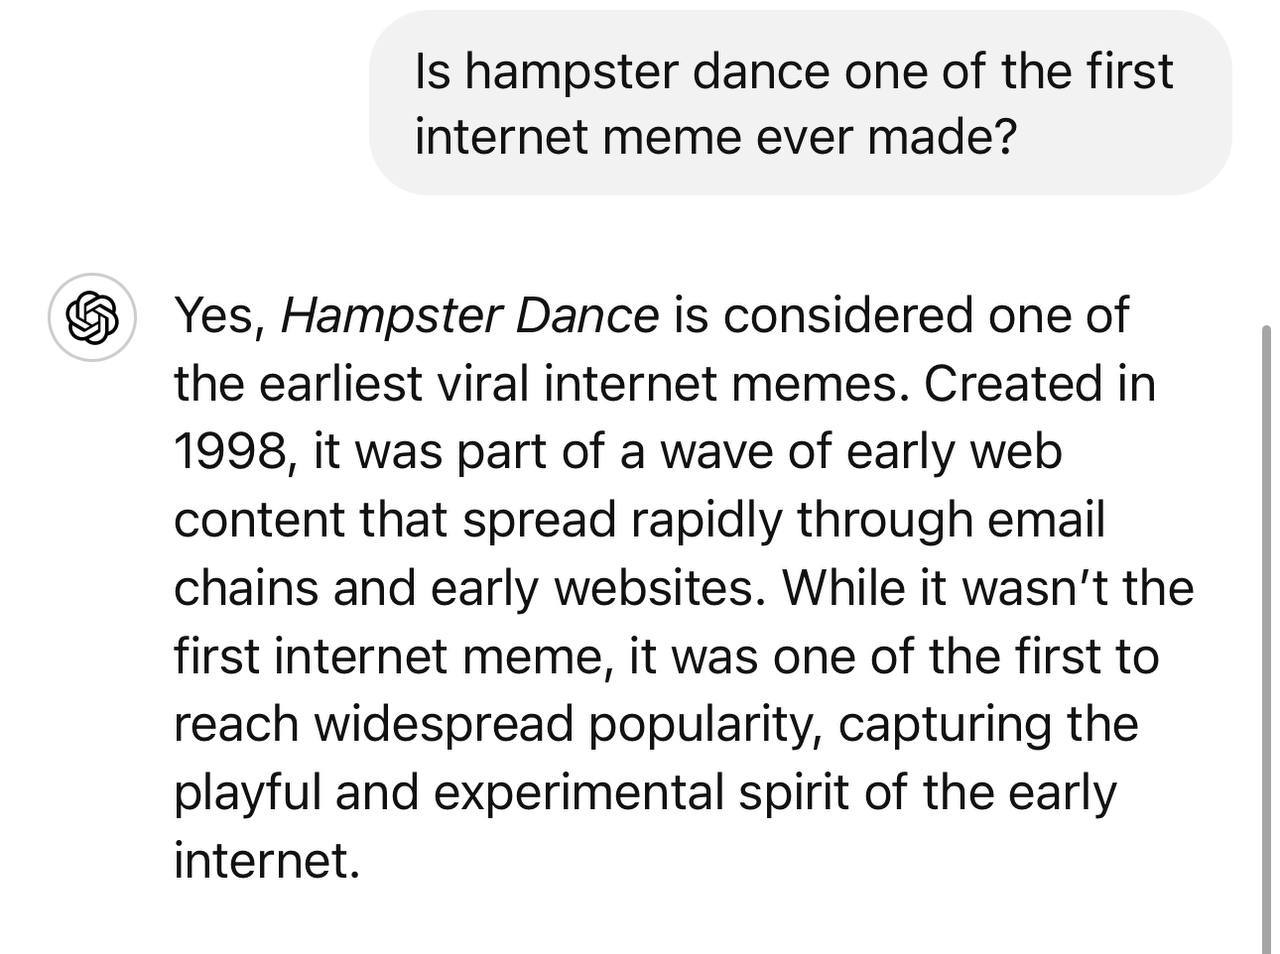 Is hampster dance one of the first
internet meme ever made?
Yes, Hampster Dance is considered one of
the earliest viral internet memes. Created in
1998, it was part of a wave of early web
content that spread rapidly through email
chains and early websites. While it wasn’t the
first internet meme, it was one of the first to
reach widespread popularity, capturing the
playful and experimental spirit of the early
internet.